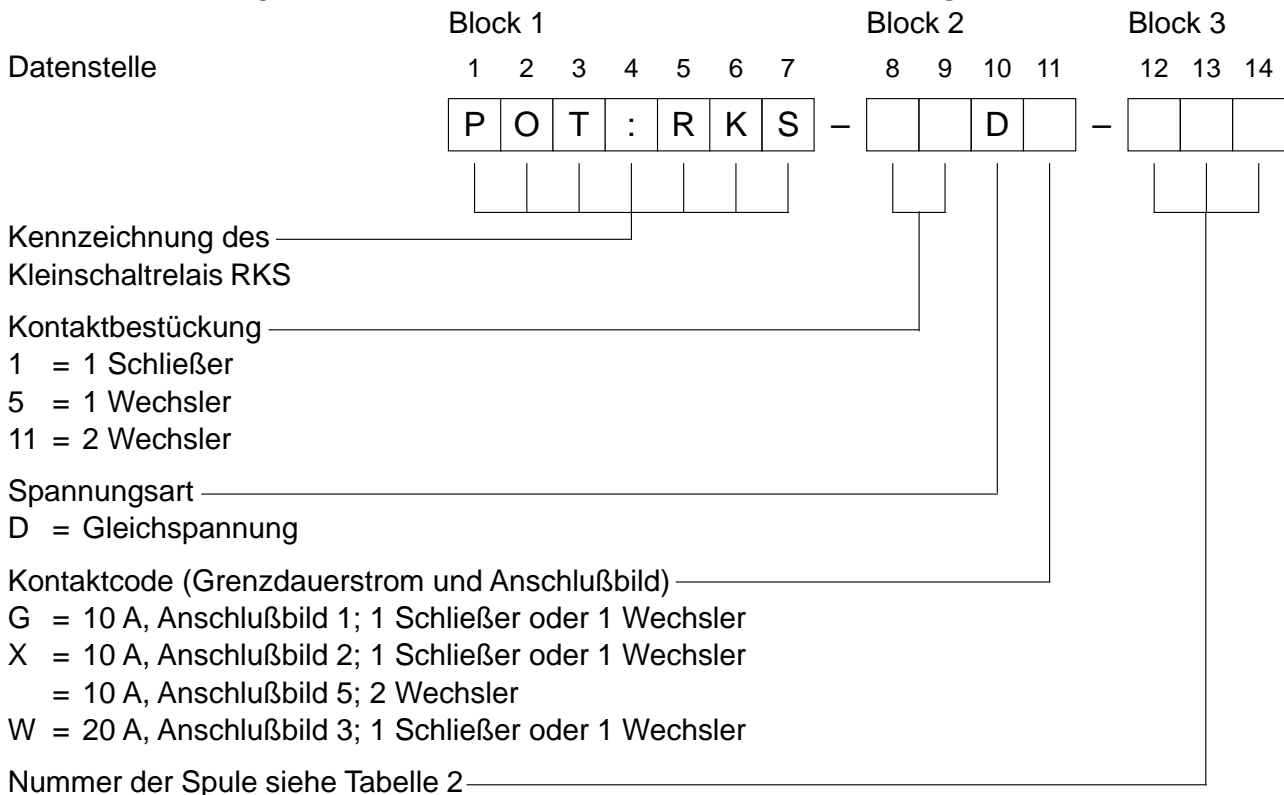 Block 1 Block 2 Block 3
Datenstelle 1 2 3 4 5 6 7 8 9 10 11 12 13 14
P O T : R K S – D –
Kennzeichnung des
Kleinschaltrelais RKS
Kontaktbestückung
1 = 1 Schließer
5 = 1 Wechsler
11 = 2 Wechsler
Spannungsart
D = Gleichspannung
Kontaktcode (Grenzdauerstrom und Anschlußbild)
G = 10 A, Anschlußbild 1; 1 Schließer oder 1 Wechsler
X = 10 A, Anschlußbild 2; 1 Schließer oder 1 Wechsler
= 10 A, Anschlußbild 5; 2 Wechsler
W = 20 A, Anschlußbild 3; 1 Schließer oder 1 Wechsler
Nummer der Spule siehe Tabelle 2